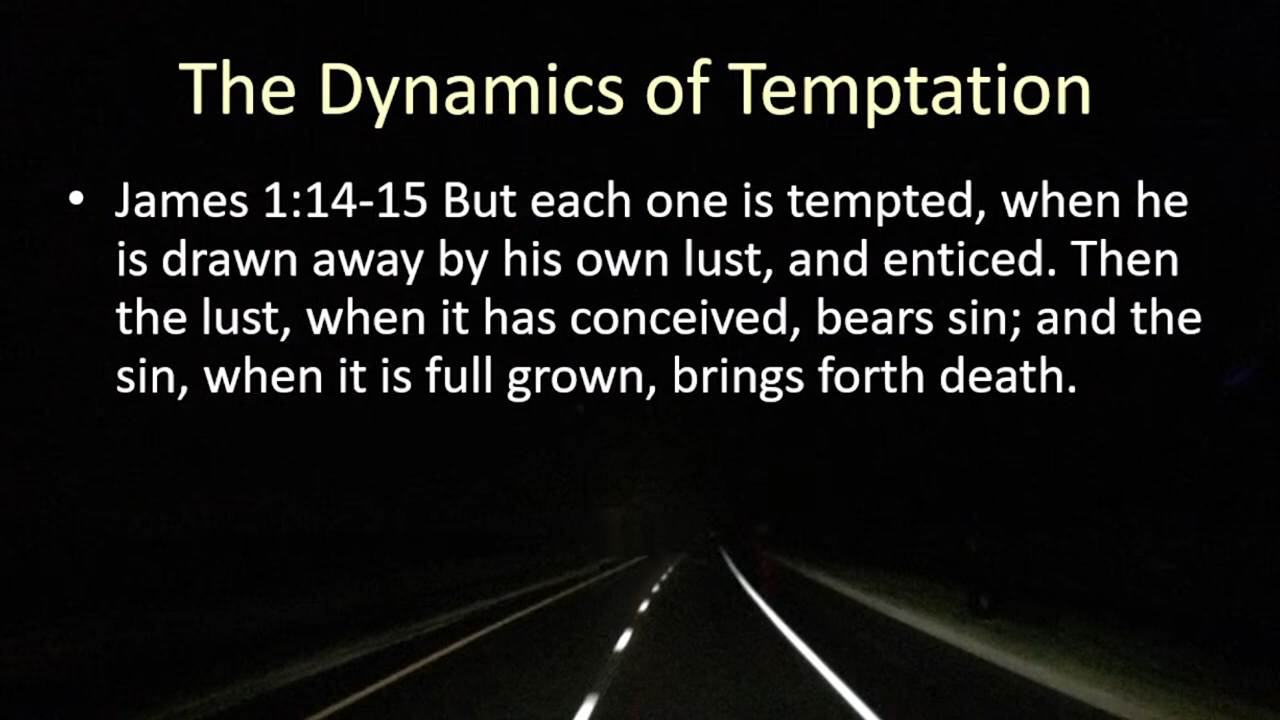 The Dynamics of Temptation
• James 1:14-15 But each one is tempted, when he
is drawn away by his own lust, and enticed. Then
the lust, when it has conceived, bears sin; and the
sin, when it is full grown, brings forth death.